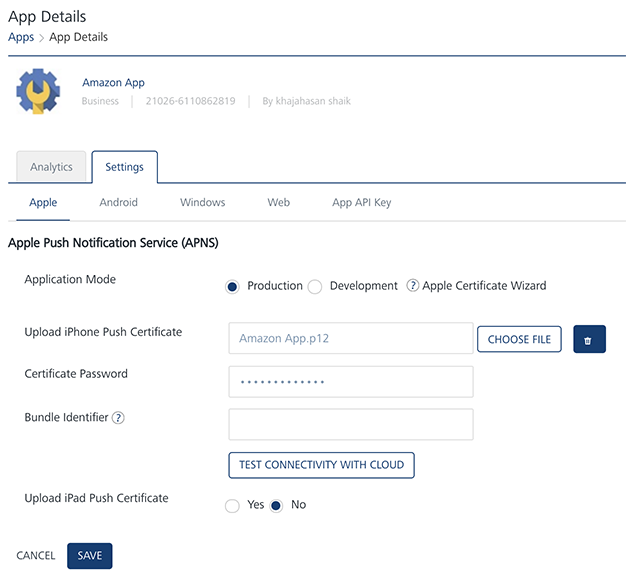 App Details
Apps > App Details
Amazon App
Business | 21026-6110862819 | By khajahasan shaik
Analytics Settings
Apple Android Windows Web App API Key
Apple Push Notification Service (APNS)
Application Mode Production Development ? Apple Certificate Wizard
Upload iPhone Push Certificate Amazon App.p12 CHOOSE FILE
Certificate Password •••••••••••••
Bundle Identifier ?
TEST CONNECTIVITY WITH CLOUD
Upload iPad Push Certificate Yes No
CANCEL SAVE